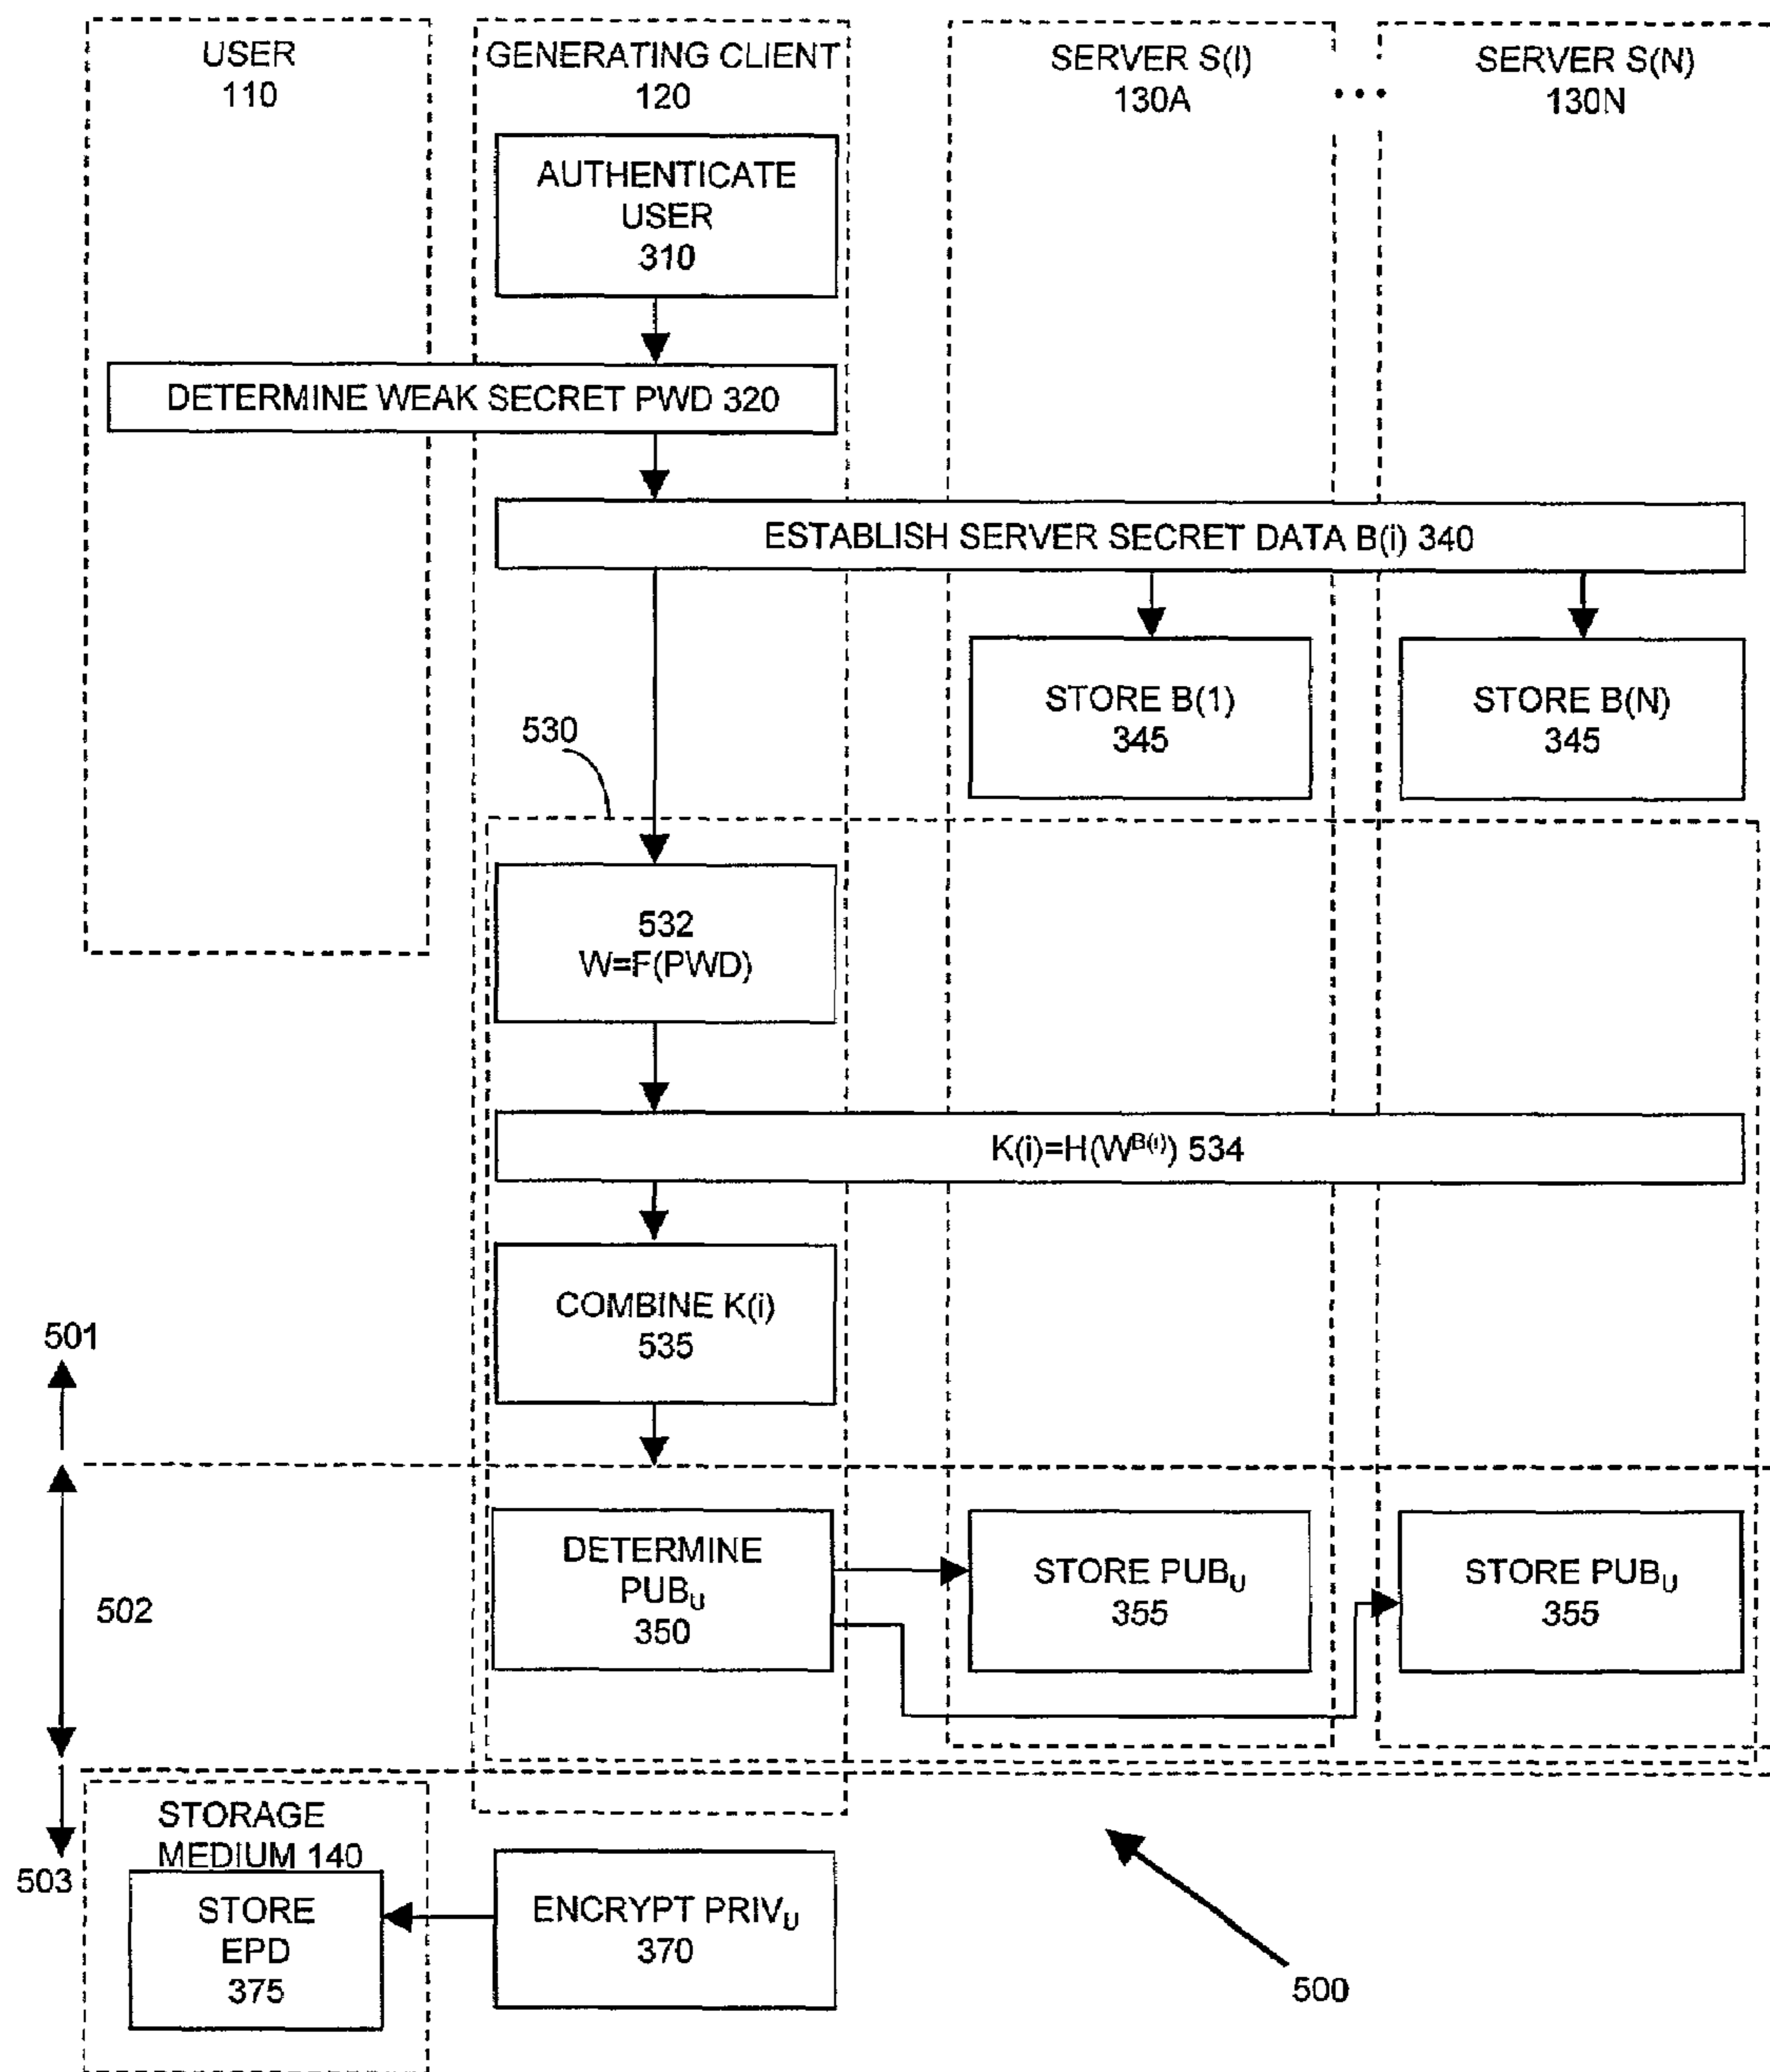 USER
110
GENERATING CLIENT
120
SERVER S(I)
130A
• • •
SERVER S(N)
130N
AUTHENTICATE
USER
310
DETERMINE WEAK SECRET PWD 320
ESTABLISH SERVER SECRET DATA B(i) 340
STORE B(1)
345
STORE B(N)
345
530
532
W=F(PWD)
K(i)=H(W^B(i)) 534
COMBINE K(i)
535
501
502
DETERMINE
PUB_U
350
STORE PUB_U
355
STORE PUB_U
355
503
STORAGE
MEDIUM 140
STORE
EPD
375
ENCRYPT PRIV_U
370
500